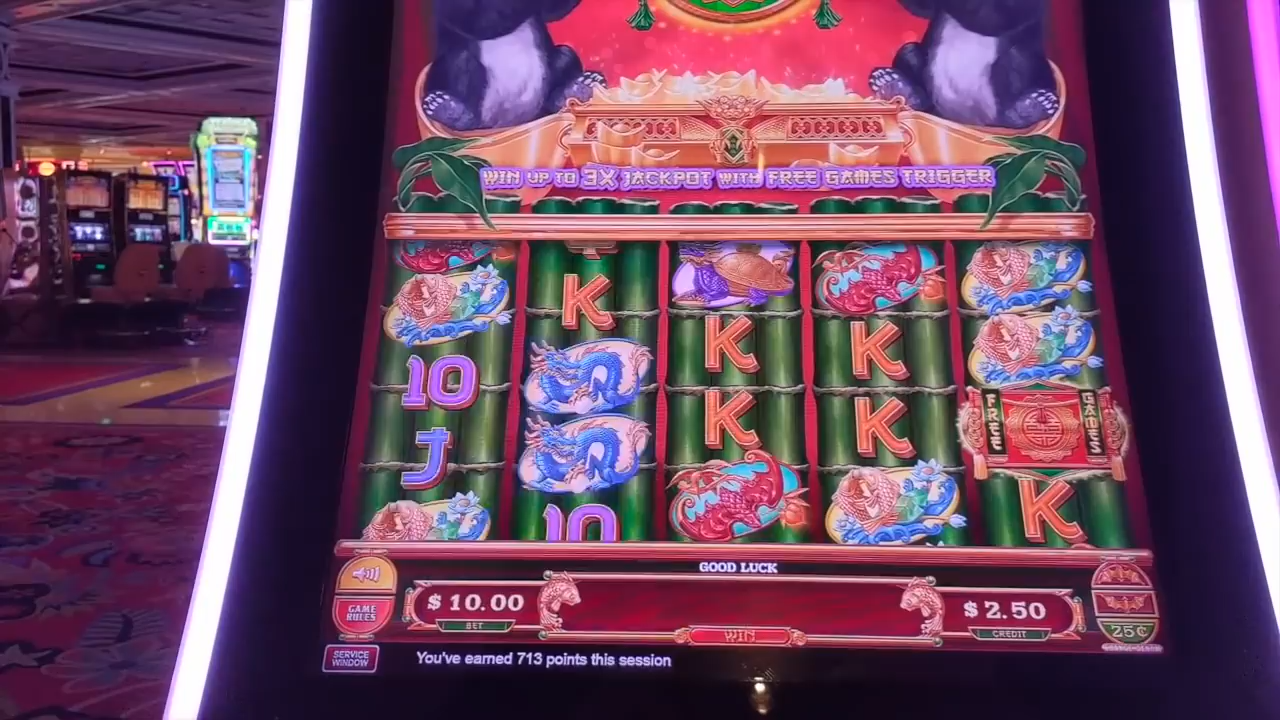 WIN UP TO 3X JACKPOT WITH FREE GAMES TRIGGER
K
10
K
K
J
K
K
FREE
GAMES
10
K
GOOD LUCK
GAME
RULES
$ 10.00
BET
WIN
$ 2.50
CREDIT
25¢
SERVICE
WINDOW
You've earned 713 points this session